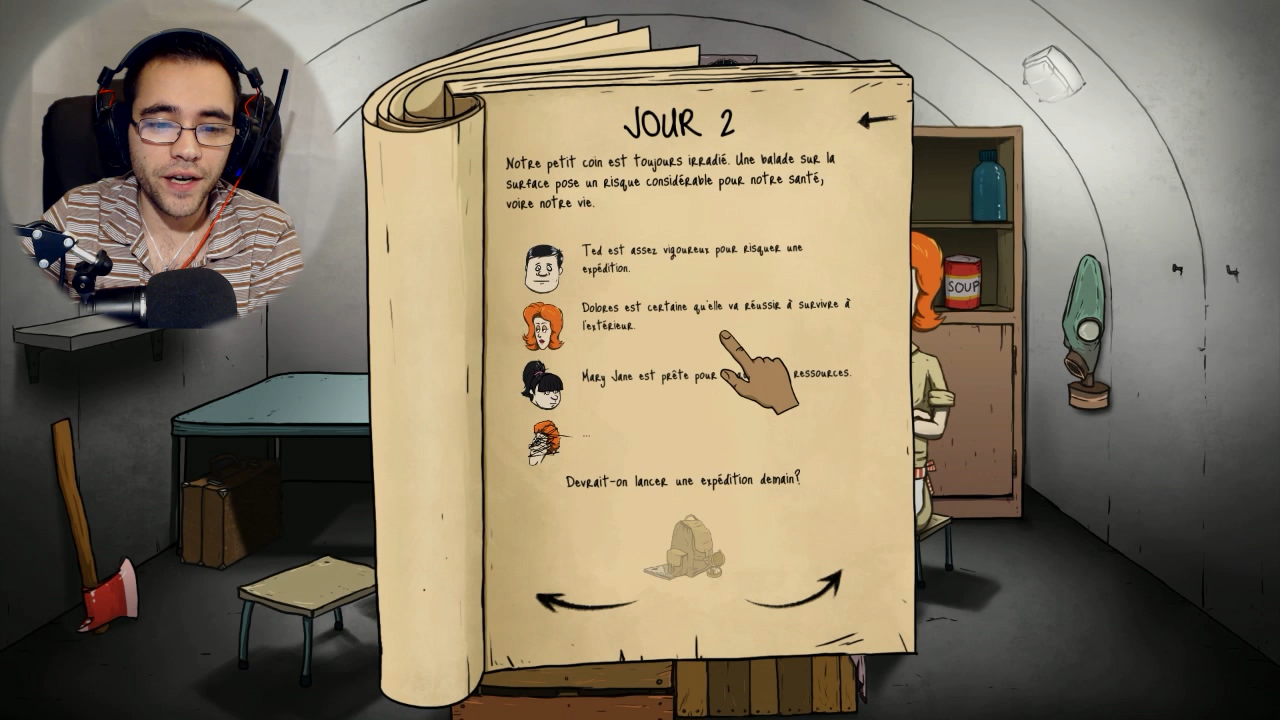 JOUR 2
Notre petit coin est toujours irradié. Une balade sur la
surface pose un risque considérable pour notre santé,
voire notre vie.
Ted est assez vigoureux pour risquer une
expédition.
Dolores est certaine qu'elle va réussir à survivre à
l'extérieur.
Mary Jane est prête pour ressources.
...
Devrait-on lancer une expédition demain?
SOUP